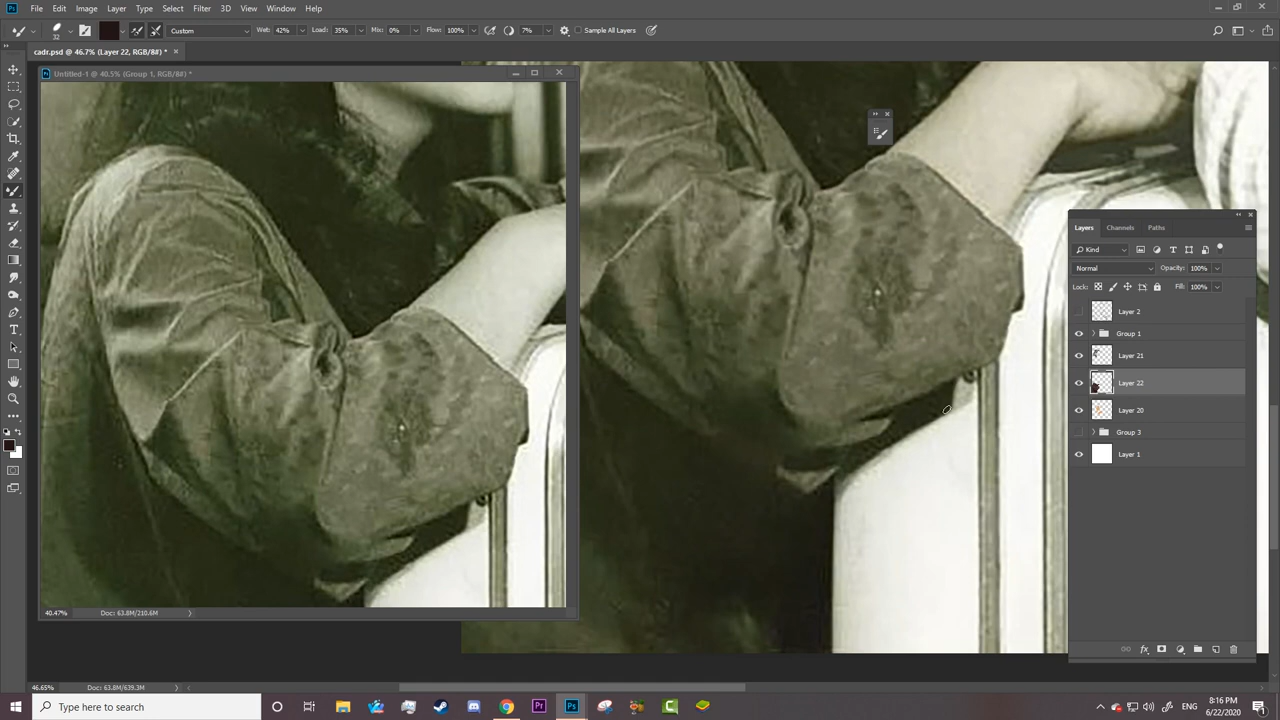 File Edit Image Layer Type Select Filter 3D View Window Help
32 Custom Wet: 42% Load: 35% Mix: 0% Flow: 100% 7% Sample All Layers
cadr.psd @ 46.7% (Layer 22, RGB/8#) *
Untitled-1 @ 40.5% (Group 1, RGB/8#) *
Layers Channels Paths
Kind
Normal Opacity: 100%
Lock: Fill: 100%
Layer 2
Group 1
Layer 21
Layer 22
Layer 20
Group 3
Layer 1
40.47% Doc: 63.8M/210.6M
46.65% Doc: 63.8M/639.3M
Type here to search
ENG
8:16 PM
6/22/2020